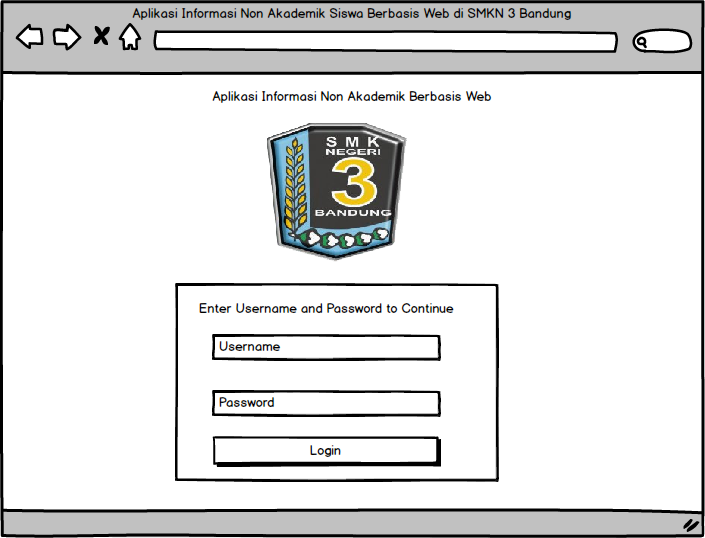 Aplikasi Informasi Non Akademik Siswa Berbasis Web di SMKN 3 Bandung
Aplikasi Informasi Non Akademik Berbasis Web
S M K
NEGERI
3
BANDUNG
Enter Username and Password to Continue
Username
Password
Login